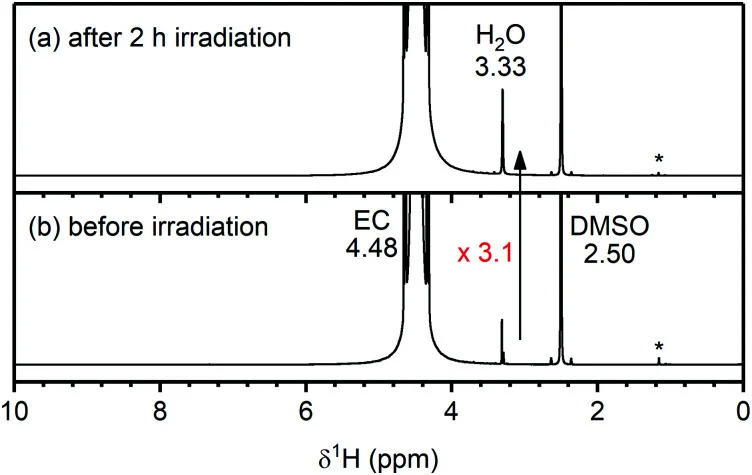 (a) after 2 h irradiation
H₂O
3.33
*
(b) before irradiation
EC
4.48
x 3.1
DMSO
2.50
*
10 8 6 4 2 0
δ¹H (ppm)